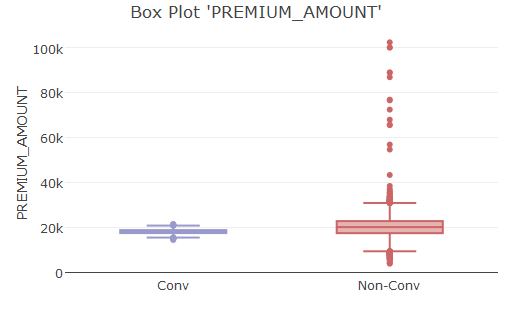 Box Plot 'PREMIUM_AMOUNT'
PREMIUM_AMOUNT
100k
80k
60k
40k
20k
0
Conv
Non-Conv